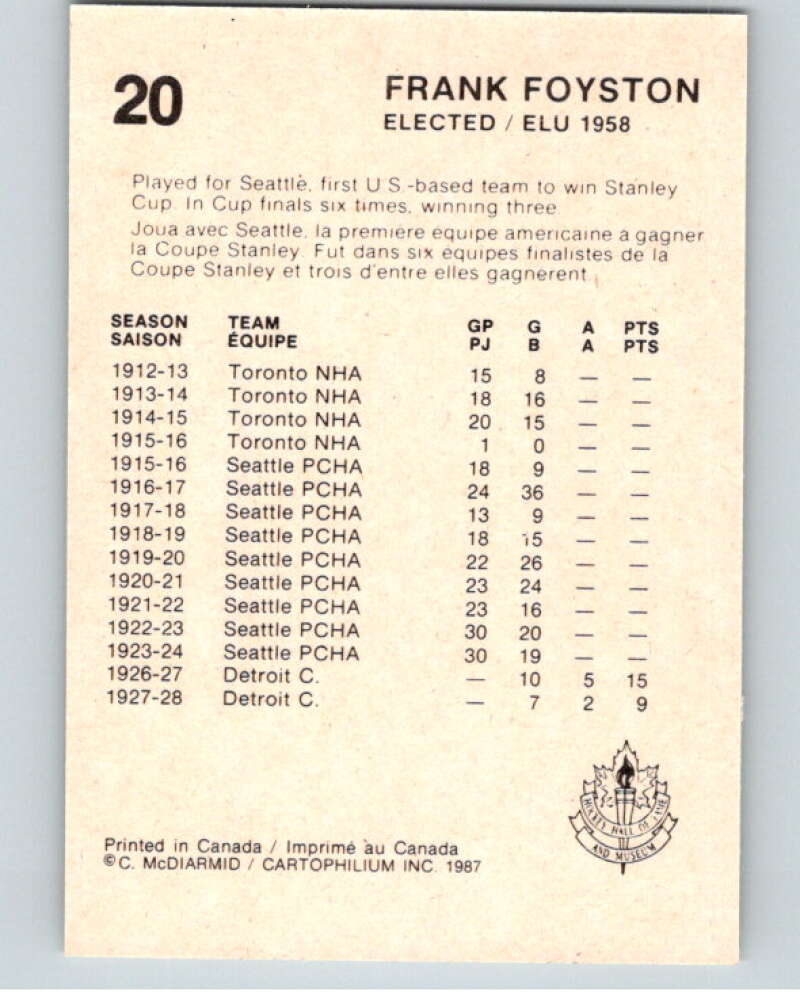 20
FRANK FOYSTON
ELECTED / ELU 1958
Played for Seattle, first U.S.-based team to win Stanley
Cup. In Cup finals six times, winning three.
Joua avec Seattle, la premiere equipe americaine a gagner
la Coupe Stanley. Fut dans six équipes finalistes de la
Coupe Stanley et trois d'entre elles gagnerent.
SEASON TEAM GP G A PTS
SAISON ÉQUIPE PJ B A PTS
1912-13 Toronto NHA 15 8 — —
1913-14 Toronto NHA 18 16 — —
1914-15 Toronto NHA 20 15 — —
1915-16 Toronto NHA 1 0 — —
1915-16 Seattle PCHA 18 9 — —
1916-17 Seattle PCHA 24 36 — —
1917-18 Seattle PCHA 13 9 — —
1918-19 Seattle PCHA 18 15 — —
1919-20 Seattle PCHA 22 26 — —
1920-21 Seattle PCHA 23 24 — —
1921-22 Seattle PCHA 23 16 — —
1922-23 Seattle PCHA 30 20 — —
1923-24 Seattle PCHA 30 19 — —
1926-27 Detroit C. — 10 5 15
1927-28 Detroit C. — 7 2 9
HOCKEY HALL OF FAME
AND MUSEUM
Printed in Canada / Imprimé au Canada
©C. McDIARMID / CARTOPHILIUM INC. 1987